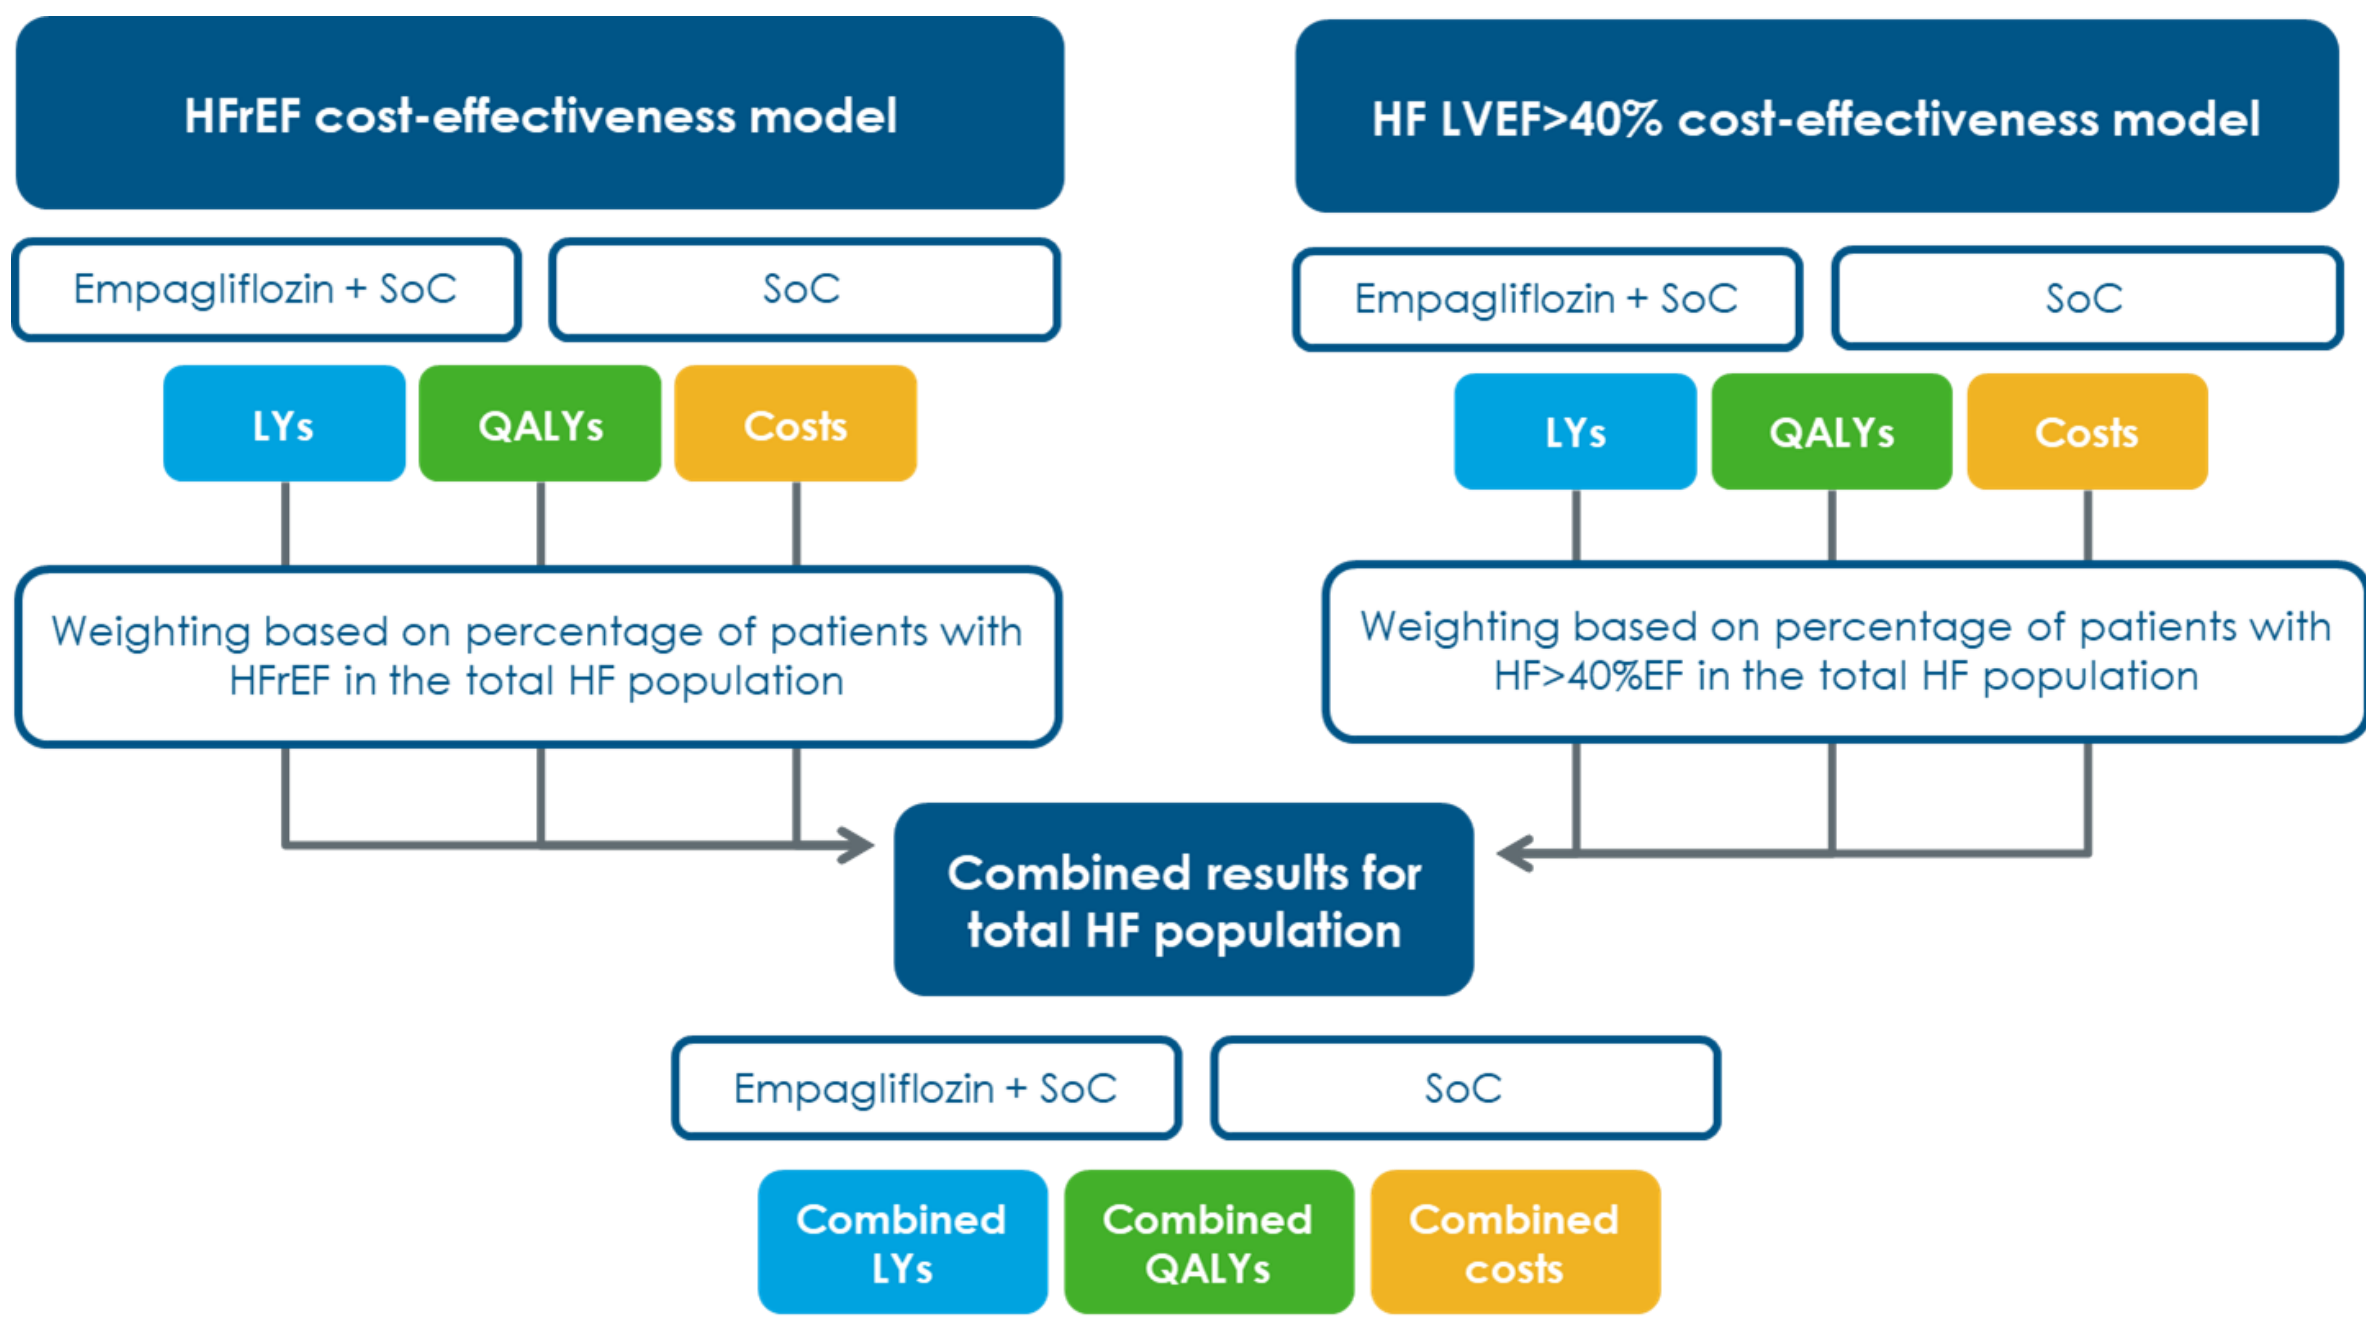 HFrEF cost-effectiveness model
Empagliflozin + SoC
SoC
LYs
QALYs
Costs
Weighting based on percentage of patients with
HFrEF in the total HF population
HF LVEF>40% cost-effectiveness model
Empagliflozin + SoC
SoC
LYs
QALYs
Costs
Weighting based on percentage of patients with
HF>40%EF in the total HF population
Combined results for
total HF population
Empagliflozin + SoC
SoC
Combined
LYs
Combined
QALYs
Combined
costs